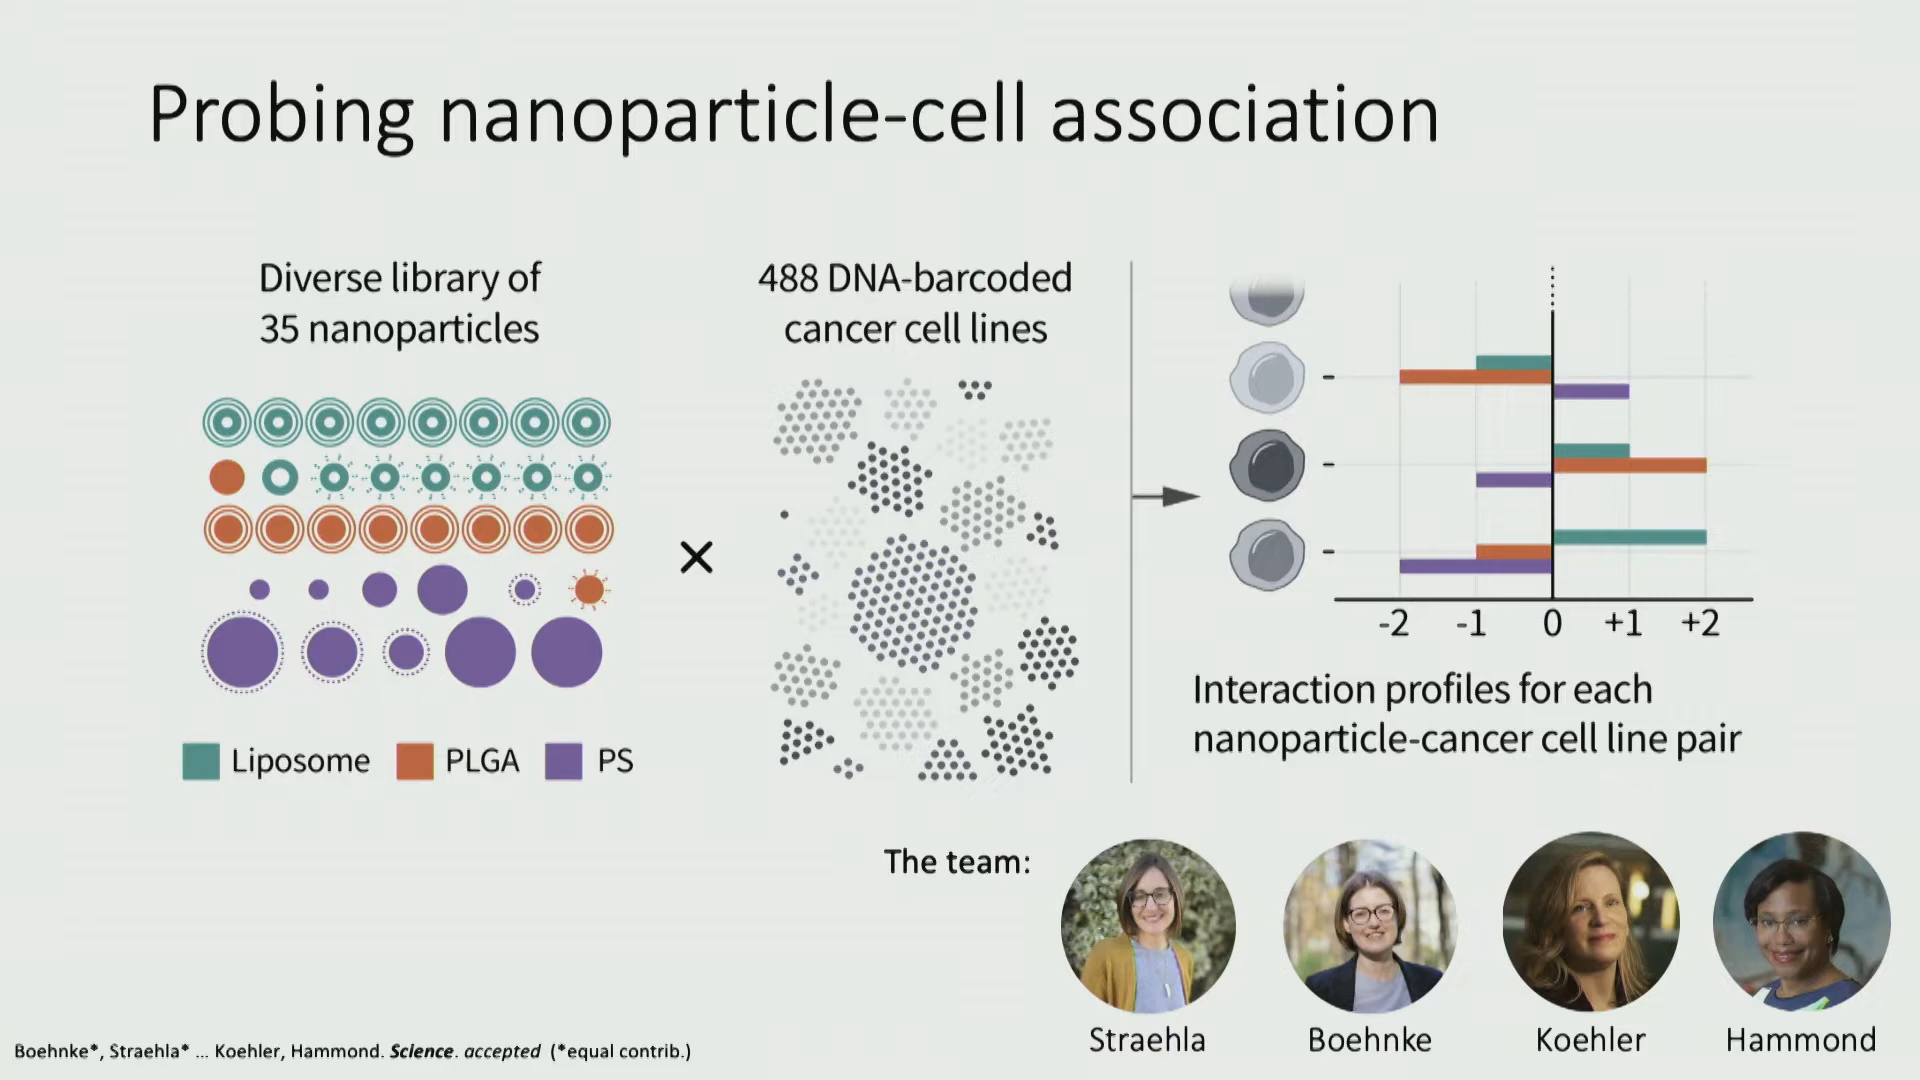 Probing nanoparticle-cell association
Diverse library of
35 nanoparticles
488 DNA-barcoded
cancer cell lines
×
-2 -1 0 +1 +2
Interaction profiles for each
nanoparticle-cancer cell line pair
Liposome PLGA PS
The team:
Straehla Boehnke Koehler Hammond
Boehnke*, Straehla* ... Koehler, Hammond. Science. accepted (*equal contrib.)